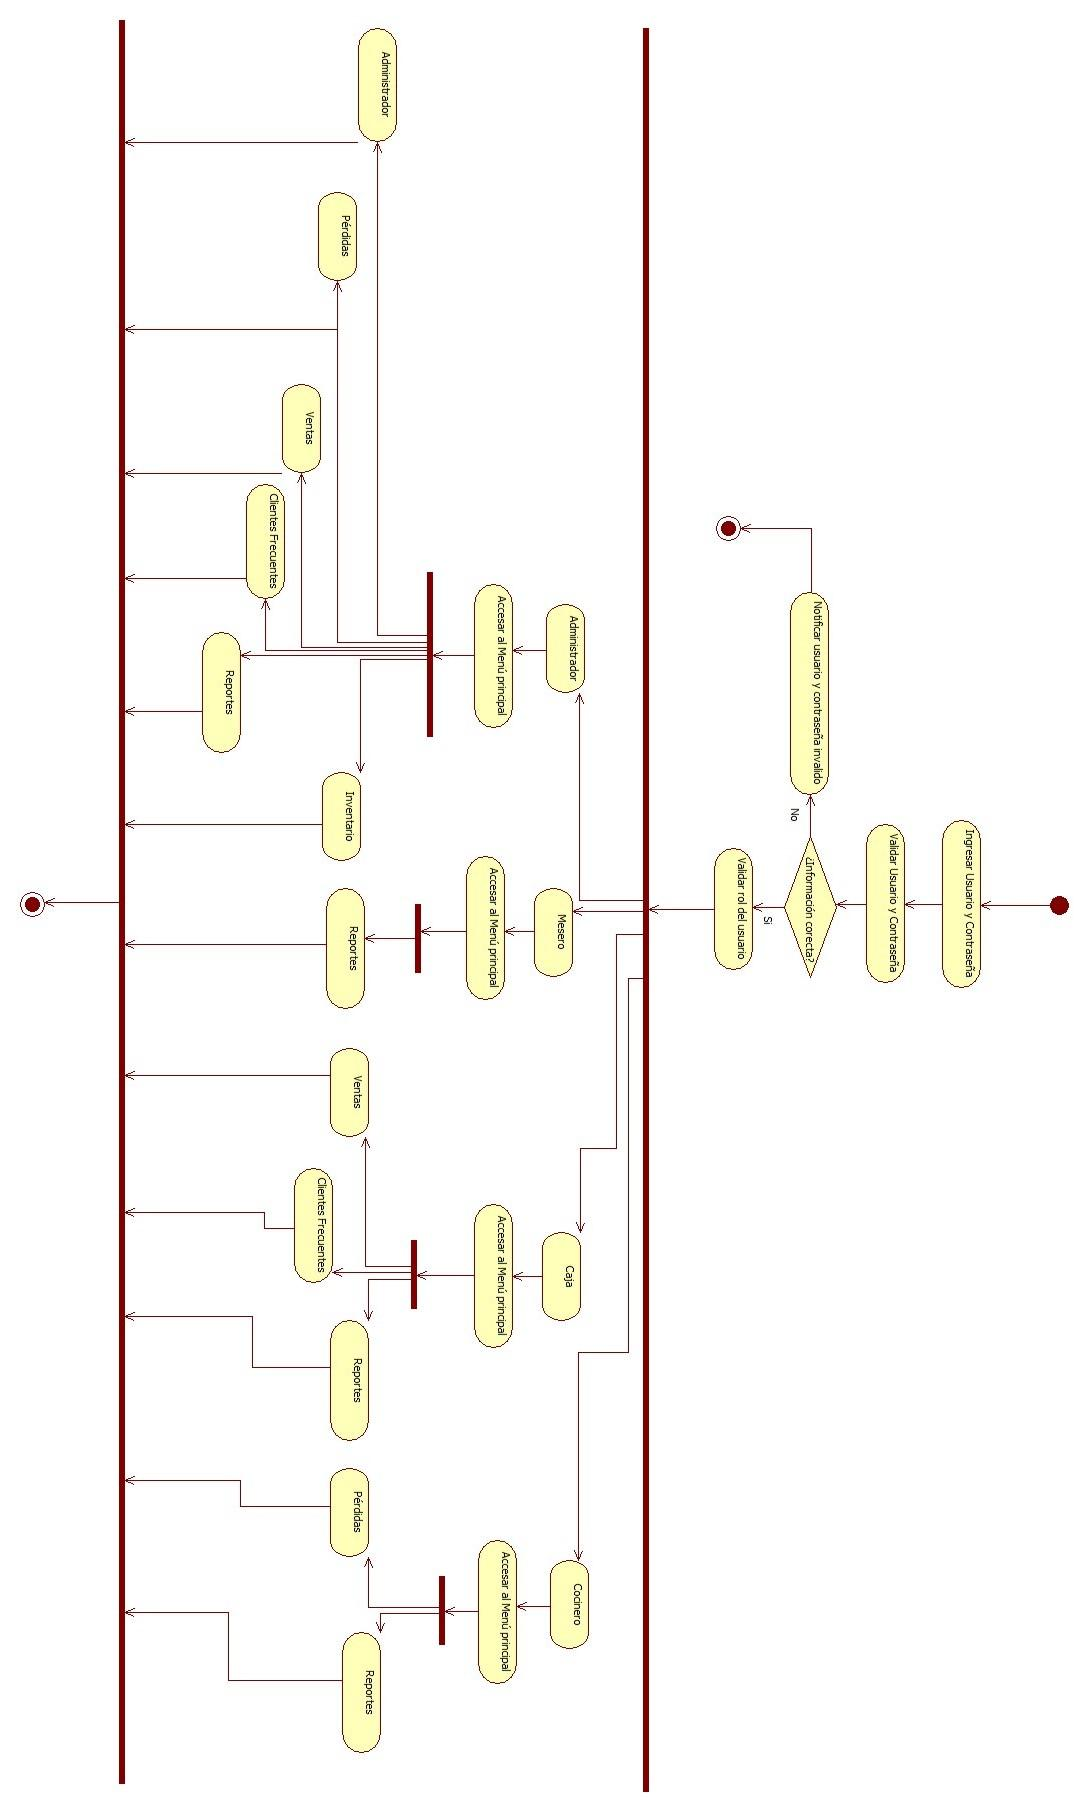 Ingresar Usuario y Contraseña
Validar Usuario y Contraseña
¿Información corecta?
No
Si
Notificar usuario y contraseña invalido
Validar rol del usuario
Administrador
Mesero
Caja
Cocinero
Accesar al Menú principal
Accesar al Menú principal
Accesar al Menú principal
Accesar al Menú principal
Administrador
Pérdidas
Ventas
Clientes Frecuentes
Reportes
Inventario
Reportes
Ventas
Clientes Frecuentes
Reportes
Pérdidas
Reportes